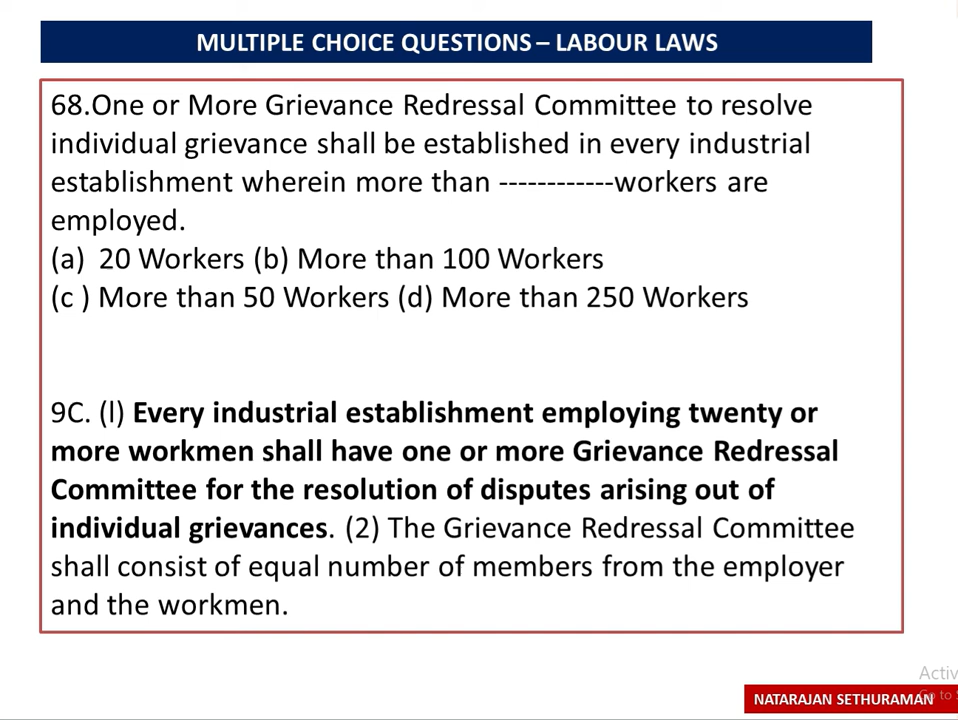 MULTIPLE CHOICE QUESTIONS – LABOUR LAWS
68.One or More Grievance Redressal Committee to resolve
individual grievance shall be established in every industrial
establishment wherein more than ------------workers are
employed.
(a) 20 Workers (b) More than 100 Workers
(c ) More than 50 Workers (d) More than 250 Workers
9C. (l) Every industrial establishment employing twenty or
more workmen shall have one or more Grievance Redressal
Committee for the resolution of disputes arising out of
individual grievances. (2) The Grievance Redressal Committee
shall consist of equal number of members from the employer
and the workmen.
NATARAJAN SETHURAMAN